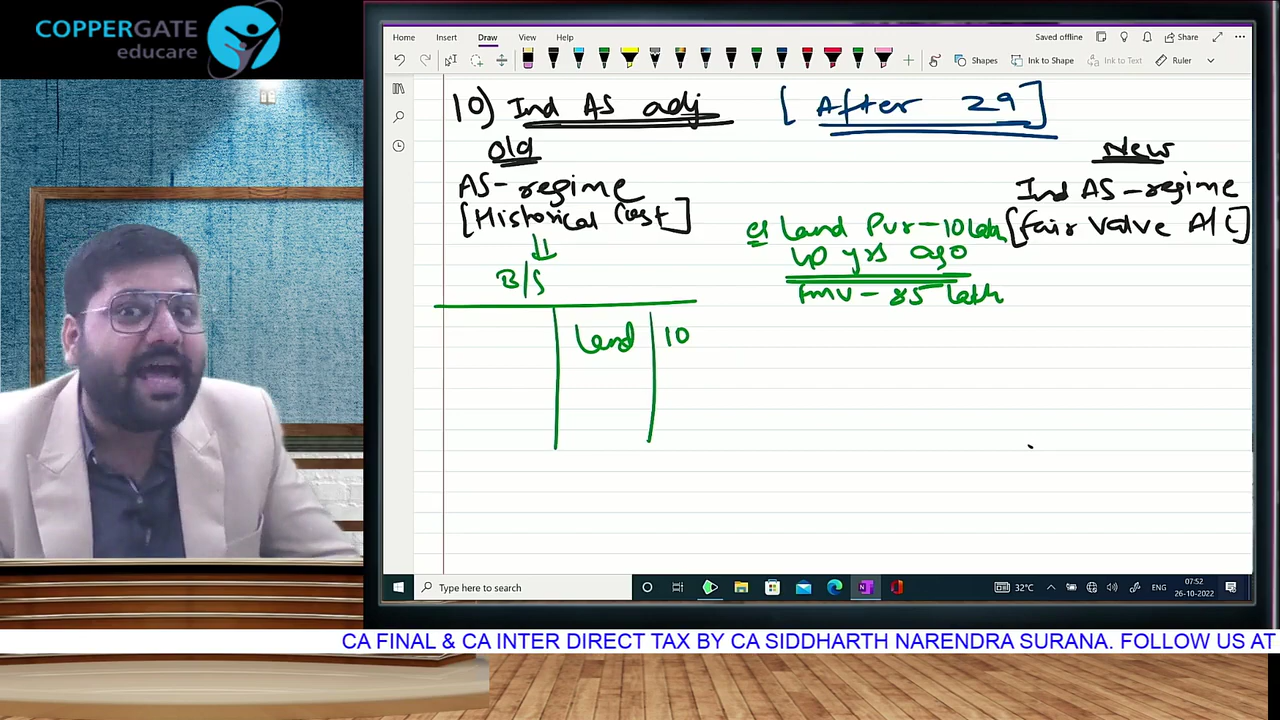 COPPERGATE
educare
Home Insert Draw View Help
Saved offline
Share
Shapes
Ink to Shape
Ink to Text
Ruler
10) Ind AS adj [After 29]
Old
New
AS-regime
[Historical Cost]
Ind AS-regime
[Fair Value A/C]
eg Land Pur-10 lakh
40 yrs ago
FMV - 85 lakh
B/S
Land 10
Type here to search
32°C
ENG
07:52
26-10-2022
CA FINAL & CA INTER DIRECT TAX BY CA SIDDHARTH NARENDRA SURANA. FOLLOW US AT